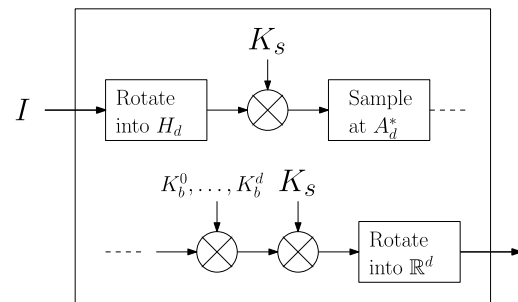 K_s
I
Rotate
into H_d
Sample
at A_d^*
K_b^0, ..., K_b^d
K_s
Rotate
into ℝ^d